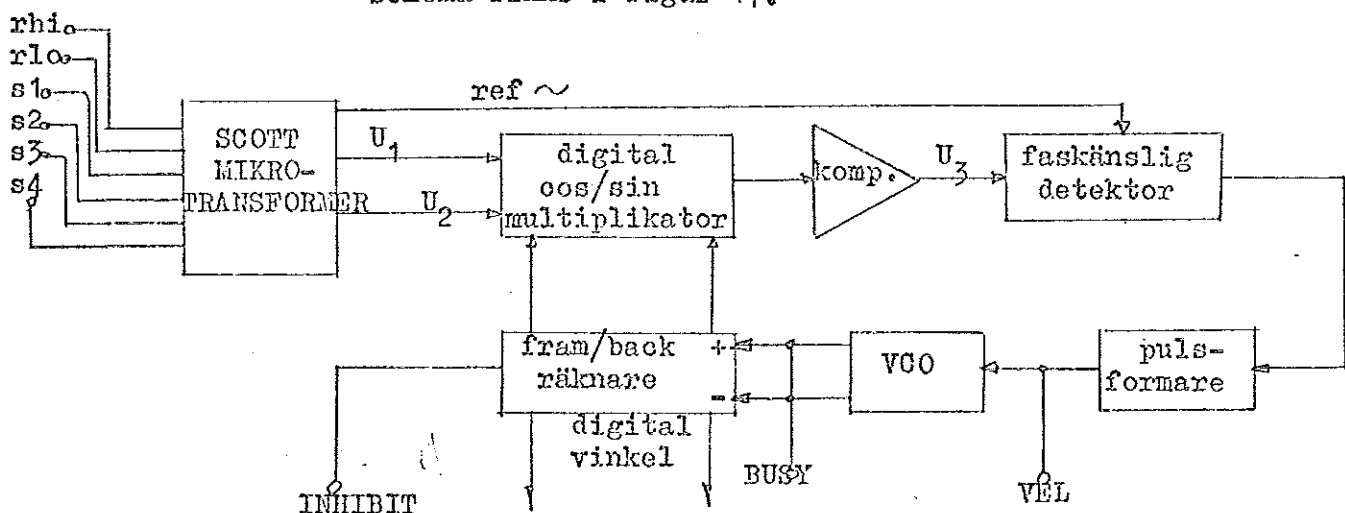 rhi
rlo
s1
s2
s3
s4
SCOTT
MIKRO-
TRANSFORMER
ref ~
U1
U2
digital
cos/sin
multiplikator
komp.
U3
faskänslig
detektor
fram/back
räknare
+
-
digital
vinkel
VCO
puls-
formare
INHIBIT
BUSY
VEL